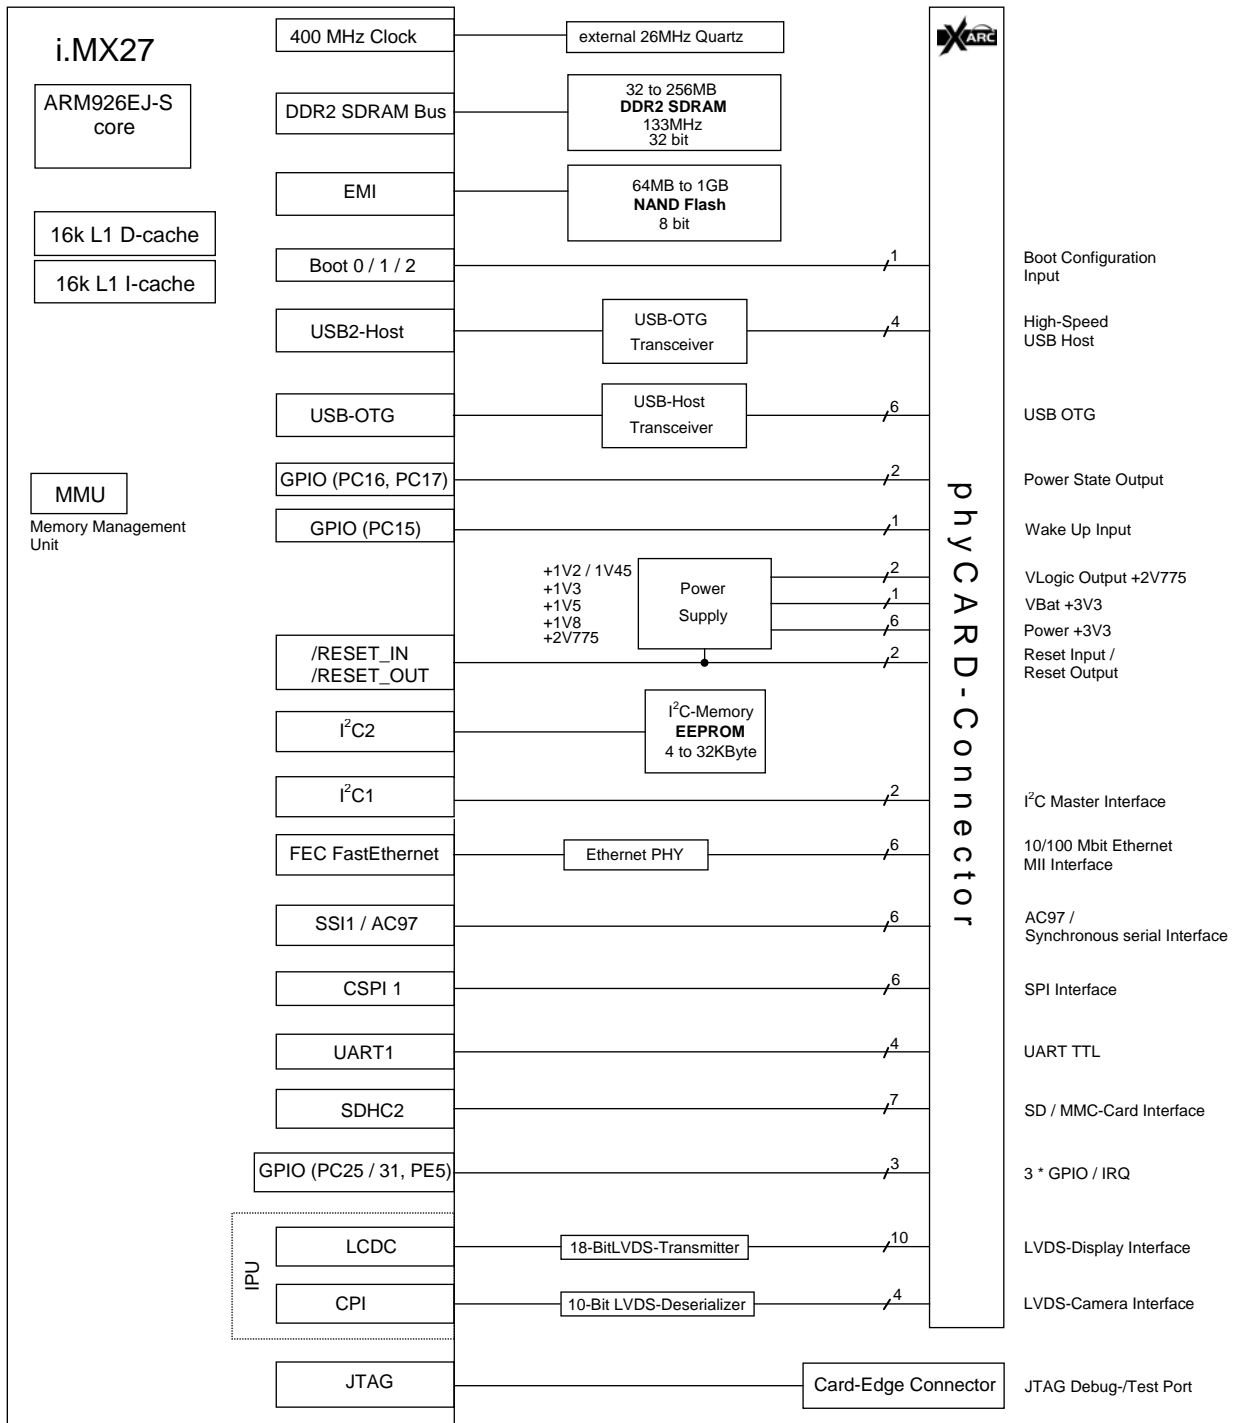 i.MX27
ARM926EJ-S
core
16k L1 D-cache
16k L1 I-cache
MMU
Memory Management
Unit
400 MHz Clock
external 26MHz Quartz
XARC
DDR2 SDRAM Bus
32 to 256MB
DDR2 SDRAM
133MHz
32 bit
EMI
64MB to 1GB
NAND Flash
8 bit
Boot 0 / 1 / 2
1
Boot Configuration
Input
USB2-Host
USB-OTG
Transceiver
4
High-Speed
USB Host
USB-OTG
USB-Host
Transceiver
6
USB OTG
GPIO (PC16, PC17)
2
Power State Output
GPIO (PC15)
1
Wake Up Input
+1V2 / 1V45
+1V3
+1V5
+1V8
+2V775
Power
Supply
2
VLogic Output +2V775
1
VBat +3V3
6
Power +3V3
/RESET_IN
/RESET_OUT
2
Reset Input /
Reset Output
I²C2
I²C-Memory
EEPROM
4 to 32KByte
I²C1
2
I²C Master Interface
FEC FastEthernet
Ethernet PHY
6
10/100 Mbit Ethernet
MII Interface
SSI1 / AC97
6
AC97 /
Synchronous serial Interface
CSPI 1
6
SPI Interface
UART1
4
UART TTL
SDHC2
7
SD / MMC-Card Interface
GPIO (PC25 / 31, PE5)
3
3 * GPIO / IRQ
IPU
LCDC
18-BitLVDS-Transmitter
10
LVDS-Display Interface
CPI
10-Bit LVDS-Deserializer
4
LVDS-Camera Interface
phyCARD-Connector
JTAG
Card-Edge Connector
JTAG Debug-/Test Port